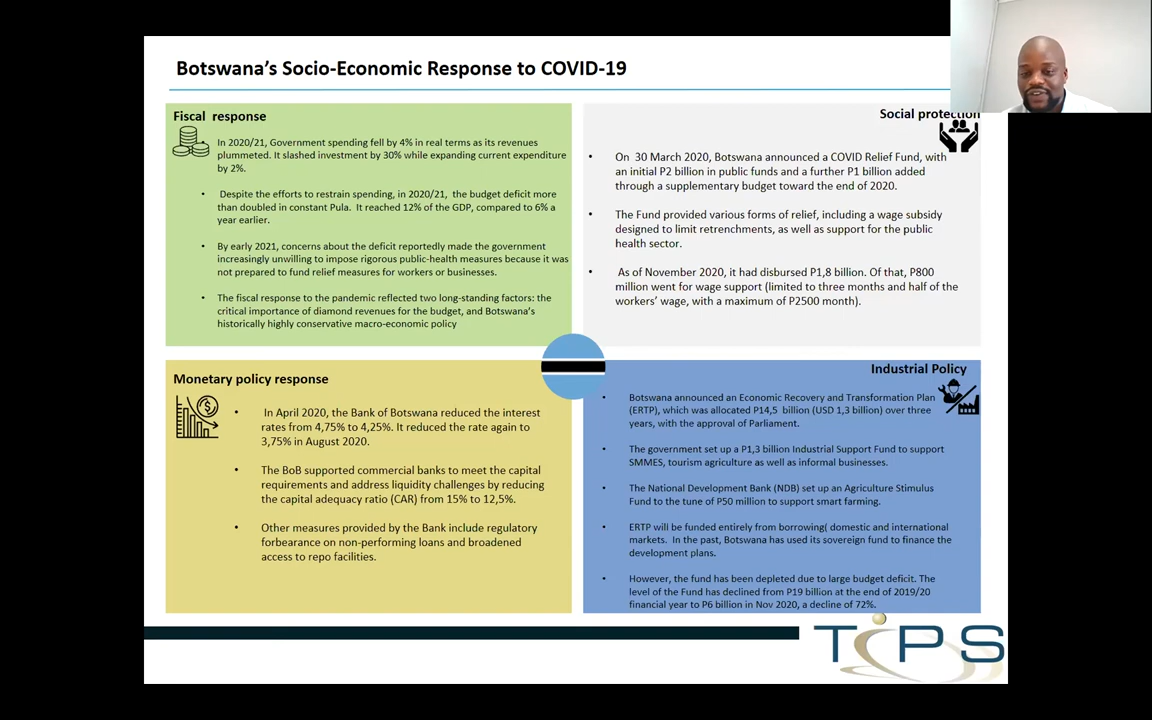 Botswana's Socio-Economic Response to COVID-19
Fiscal response
In 2020/21, Government spending fell by 4% in real terms as its revenues
plummeted. It slashed investment by 30% while expanding current expenditure
by 2%.
Despite the efforts to restrain spending, in 2020/21, the budget deficit more
than doubled in constant Pula. It reached 12% of the GDP, compared to 6% a
year earlier.
By early 2021, concerns about the deficit reportedly made the government
increasingly unwilling to impose rigorous public-health measures because it was
not prepared to fund relief measures for workers or businesses.
The fiscal response to the pandemic reflected two long-standing factors: the
critical importance of diamond revenues for the budget, and Botswana's
historically highly conservative macro-economic policy
Social protection
On 30 March 2020, Botswana announced a COVID Relief Fund, with
an initial P2 billion in public funds and a further P1 billion added
through a supplementary budget toward the end of 2020.
The Fund provided various forms of relief, including a wage subsidy
designed to limit retrenchments, as well as support for the public
health sector.
As of November 2020, it had disbursed P1,8 billion. Of that, P800
million went for wage support (limited to three months and half of the
workers' wage, with a maximum of P2500 month).
Monetary policy response
In April 2020, the Bank of Botswana reduced the interest
rates from 4,75% to 4,25%. It reduced the rate again to
3,75% in August 2020.
The BoB supported commercial banks to meet the capital
requirements and address liquidity challenges by reducing
the capital adequacy ratio (CAR) from 15% to 12,5%.
Other measures provided by the Bank include regulatory
forbearance on non-performing loans and broadened
access to repo facilities.
Industrial Policy
Botswana announced an Economic Recovery and Transformation Plan
(ERTP), which was allocated P14,5 billion (USD 1,3 billion) over three
years, with the approval of Parliament.
The government set up a P1,3 billion Industrial Support Fund to support
SMMES, tourism agriculture as well as informal businesses.
The National Development Bank (NDB) set up an Agriculture Stimulus
Fund to the tune of P50 million to support smart farming.
ERTP will be funded entirely from borrowing( domestic and international
markets. In the past, Botswana has used its sovereign fund to finance the
development plans.
However, the fund has been depleted due to large budget deficit. The
level of the Fund has declined from P19 billion at the end of 2019/20
financial year to P6 billion in Nov 2020, a decline of 72%.
TIPS